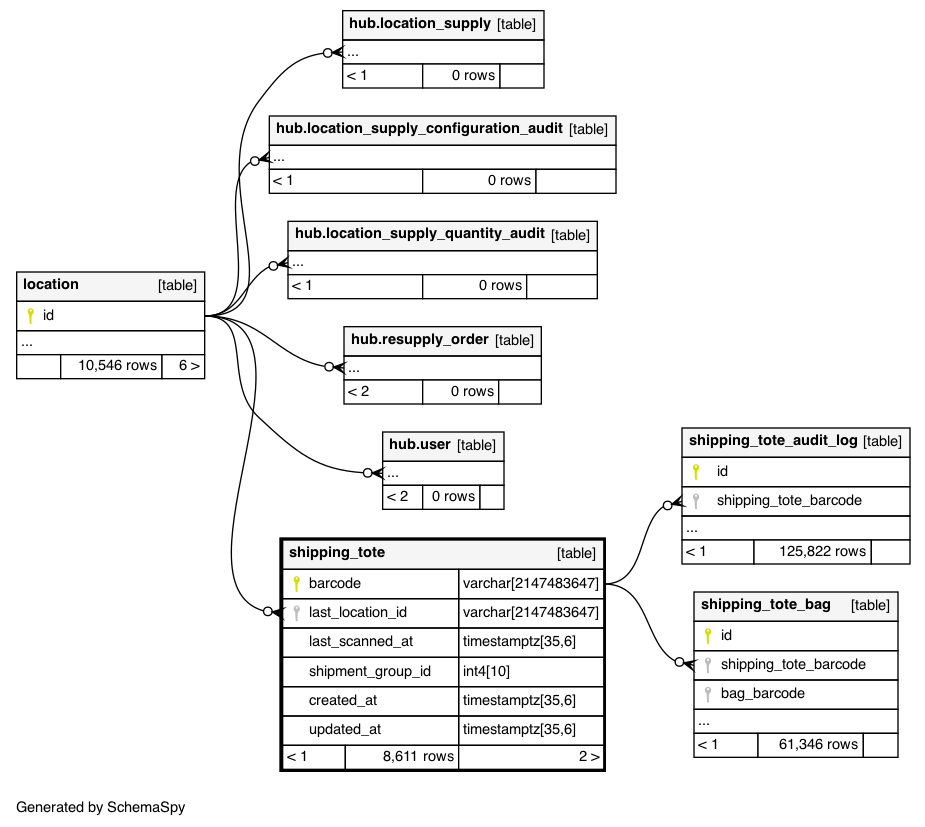 hub.location_supply [table]
...
< 1 0 rows
hub.location_supply_configuration_audit [table]
...
< 1 0 rows
hub.location_supply_quantity_audit [table]
...
< 1 0 rows
location [table]
id
...
10,546 rows 6 >
hub.resupply_order [table]
...
< 2 0 rows
hub.user [table]
...
< 2 0 rows
shipping_tote_audit_log [table]
id
shipping_tote_barcode
...
< 1 125,822 rows
shipping_tote [table]
barcode varchar[2147483647]
last_location_id varchar[2147483647]
last_scanned_at timestamptz[35,6]
shipment_group_id int4[10]
created_at timestamptz[35,6]
updated_at timestamptz[35,6]
< 1 8,611 rows 2 >
shipping_tote_bag [table]
id
shipping_tote_barcode
bag_barcode
...
< 1 61,346 rows
Generated by SchemaSpy